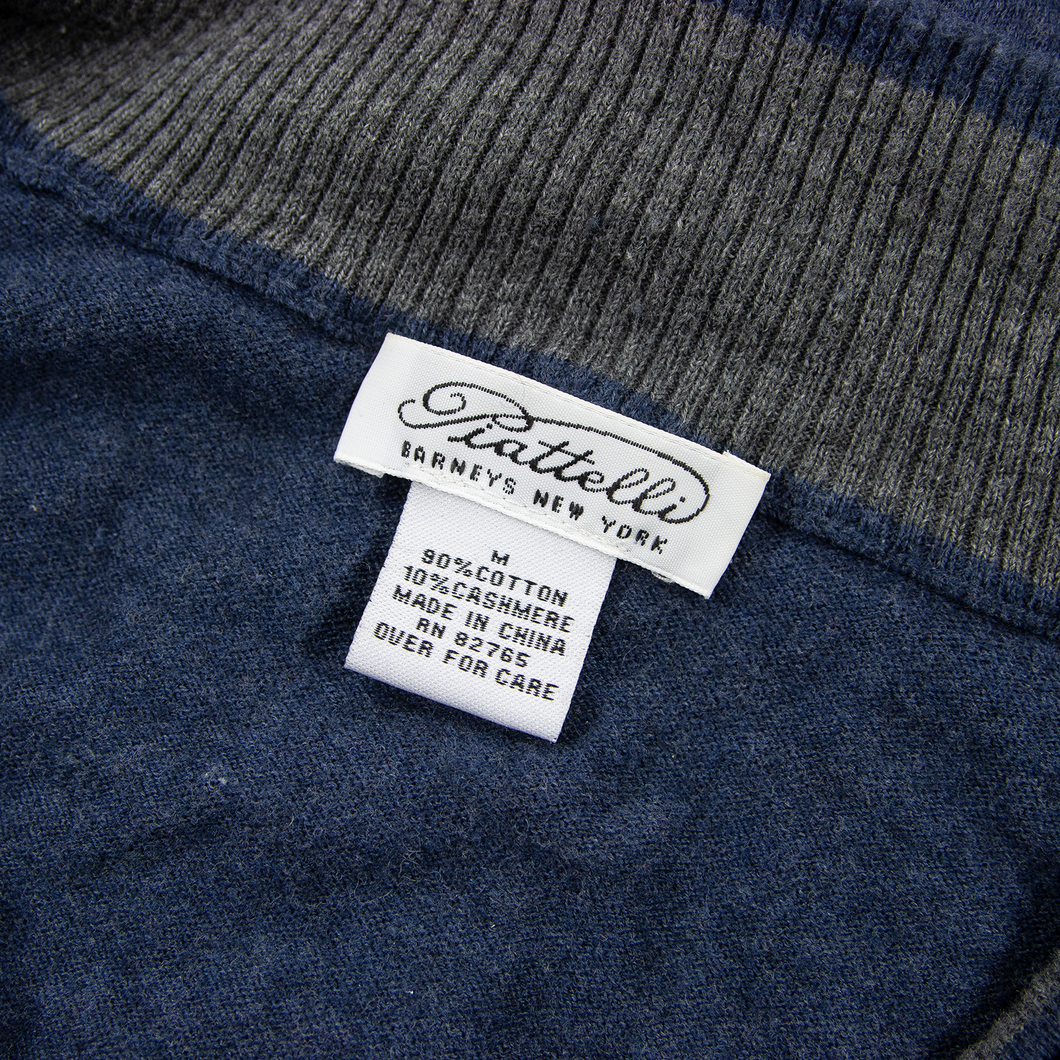 Piattelli
BARNEYS NEW YORK
M
90%COTTON
10%CASHMERE
MADE IN CHINA
RN 82765
OVER FOR CARE